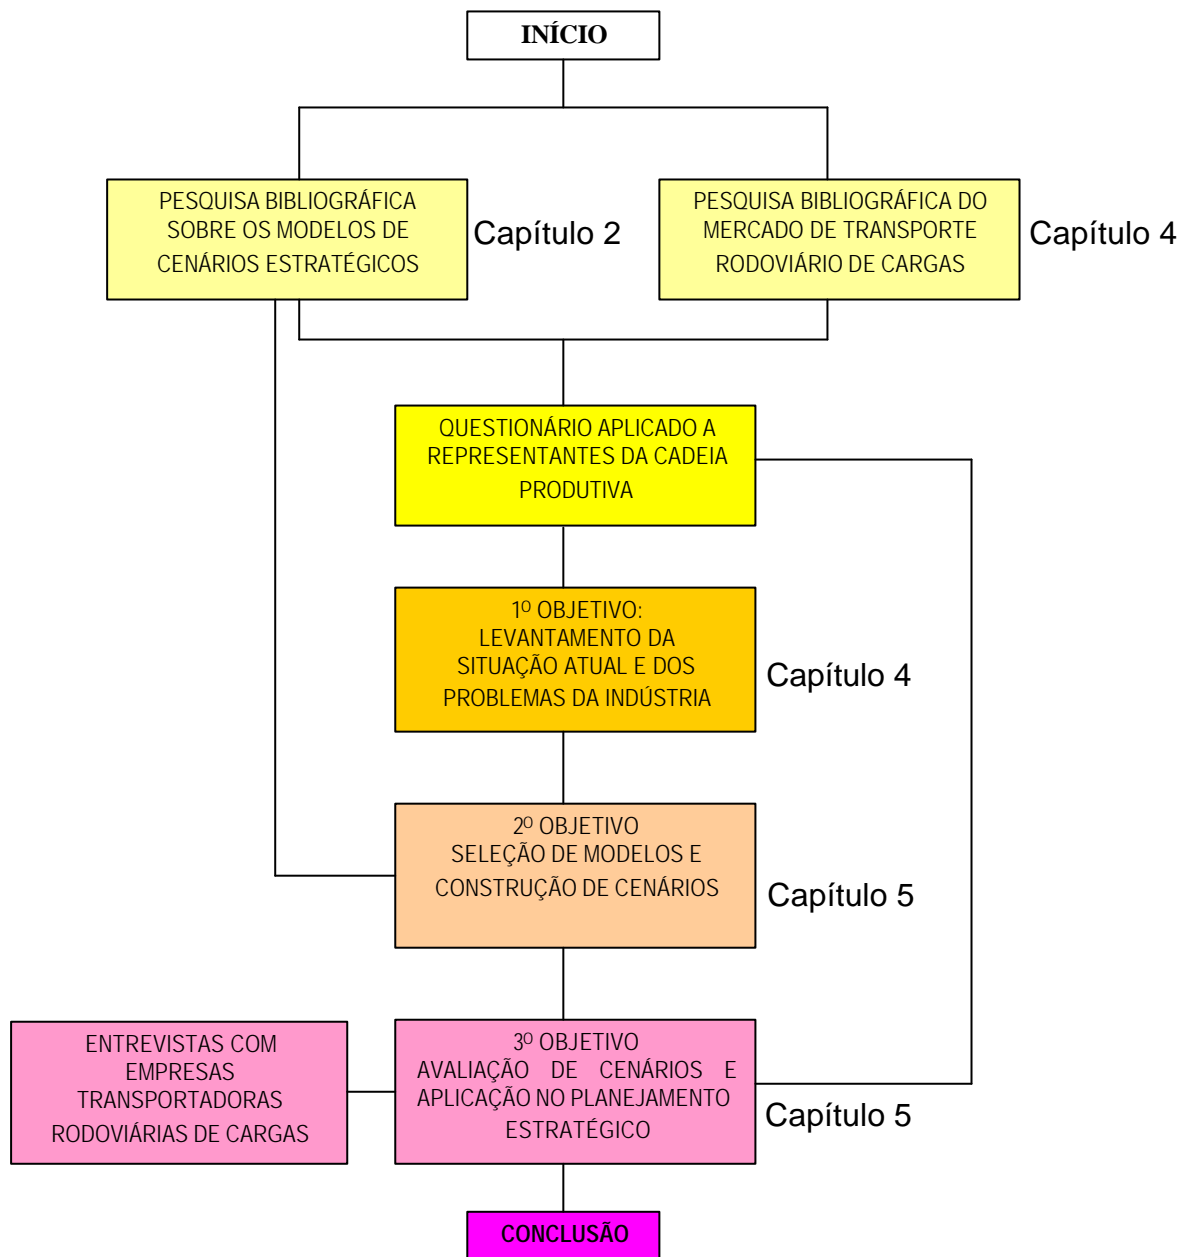 INÍCIO
PESQUISA BIBLIOGRÁFICA
SOBRE OS MODELOS DE
CENÁRIOS ESTRATÉGICOS
Capítulo 2
PESQUISA BIBLIOGRÁFICA DO
MERCADO DE TRANSPORTE
RODOVIÁRIO DE CARGAS
Capítulo 4
QUESTIONÁRIO APLICADO A
REPRESENTANTES DA CADEIA
PRODUTIVA
1º OBJETIVO:
LEVANTAMENTO DA
SITUAÇÃO ATUAL E DOS
PROBLEMAS DA INDÚSTRIA
Capítulo 4
2º OBJETIVO
SELEÇÃO DE MODELOS E
CONSTRUÇÃO DE CENÁRIOS
Capítulo 5
ENTREVISTAS COM
EMPRESAS
TRANSPORTADORAS
RODOVIÁRIAS DE CARGAS
3º OBJETIVO
AVALIAÇÃO DE CENÁRIOS E
APLICAÇÃO NO PLANEJAMENTO
ESTRATÉGICO
Capítulo 5
CONCLUSÃO